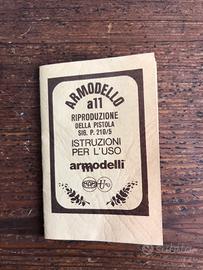 ARMODELLO
a11
RIPRODUZIONE
DELLA PISTOLA
SIG. P. 210/5
ISTRUZIONI
PER L'USO
armodelli